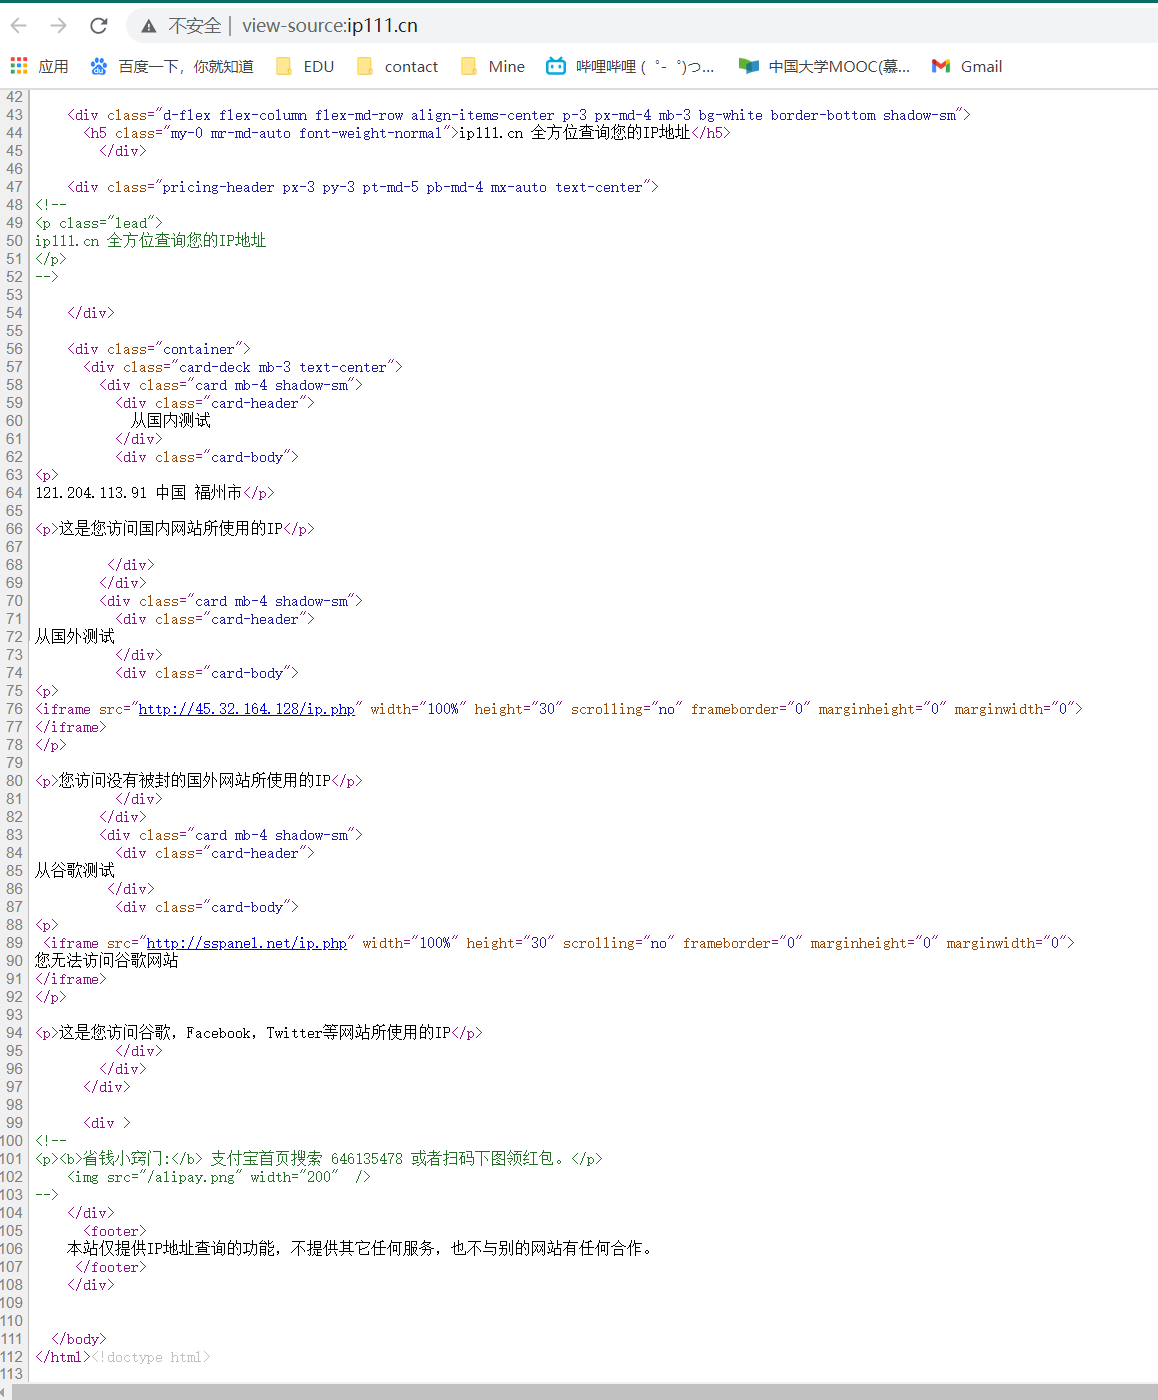 不安全 | view-source:ip111.cn
应用 百度一下，你就知道 EDU contact Mine 哔哩哔哩 (゜-゜)つ... 中国大学MOOC(慕... Gmail
42
43 <div class="d-flex flex-column flex-md-row align-items-center p-3 px-md-4 mb-3 bg-white border-bottom shadow-sm">
44 <h5 class="my-0 mr-md-auto font-weight-normal">ip111.cn 全方位查询您的IP地址</h5>
45 </div>
46
47 <div class="pricing-header px-3 py-3 pt-md-5 pb-md-4 mx-auto text-center">
48 <!--
49 <p class="lead">
50 ip111.cn 全方位查询您的IP地址
51 </p>
52 -->
53
54 </div>
55
56 <div class="container">
57 <div class="card-deck mb-3 text-center">
58 <div class="card mb-4 shadow-sm">
59 <div class="card-header">
60 从国内测试
61 </div>
62 <div class="card-body">
63 <p>
64 121.204.113.91 中国 福州市</p>
65
66 <p>这是您访问国内网站所使用的IP</p>
67
68 </div>
69 </div>
70 <div class="card mb-4 shadow-sm">
71 <div class="card-header">
72 从国外测试
73 </div>
74 <div class="card-body">
75 <p>
76 <iframe src="http://45.32.164.128/ip.php" width="100%" height="30" scrolling="no" frameborder="0" marginheight="0" marginwidth="0">
77 </iframe>
78 </p>
79
80 <p>您访问没有被封的国外网站所使用的IP</p>
81 </div>
82 </div>
83 <div class="card mb-4 shadow-sm">
84 <div class="card-header">
85 从谷歌测试
86 </div>
87 <div class="card-body">
88 <p>
89 <iframe src="http://sspanel.net/ip.php" width="100%" height="30" scrolling="no" frameborder="0" marginheight="0" marginwidth="0">
90 您无法访问谷歌网站
91 </iframe>
92 </p>
93
94 <p>这是您访问谷歌，Facebook，Twitter等网站所使用的IP</p>
95 </div>
96 </div>
97 </div>
98
99 <div >
100 <!--
101 <p><b>省钱小窍门:</b> 支付宝首页搜索 646135478 或者扫码下图领红包。</p>
102 <img src="/alipay.png" width="200"  />
103 -->
104 </div>
105 <footer>
106 本站仅提供IP地址查询的功能，不提供其它任何服务，也不与别的网站有任何合作。
107 </footer>
108 </div>
109
110
111 </body>
112 </html><!doctype html>
113